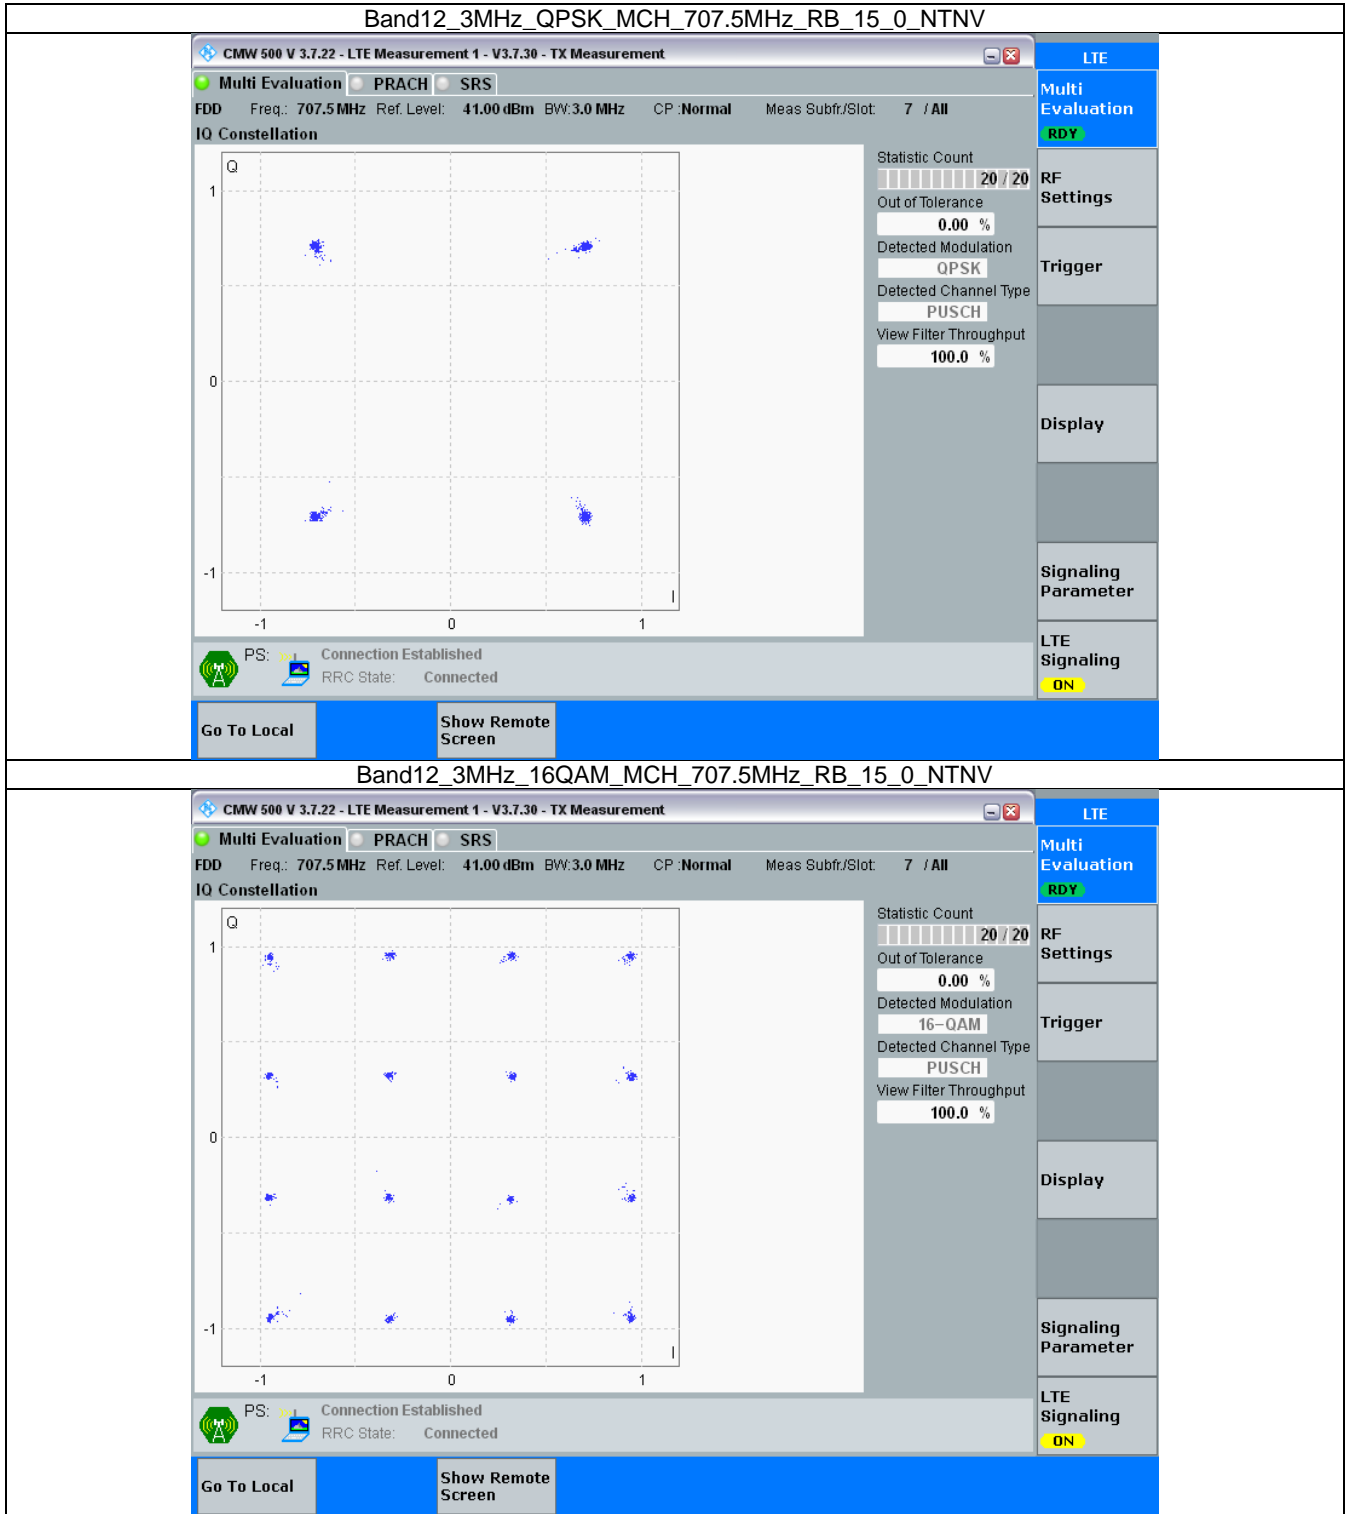 Band12_3MHz_QPSK_MCH_707.5MHz_RB_15_0_NTNV
CMW 500 V 3.7.22 - LTE Measurement 1 - V3.7.30 - TX Measurement
LTE
Multi Evaluation PRACH SRS
Multi
Evaluation
RDY
FDD Freq.: 707.5 MHz Ref. Level: 41.00 dBm BW: 3.0 MHz CP :Normal Meas Subfr./Slot: 7 / All
IQ Constellation
Q
1
0
-1
I
-1 0 1
Statistic Count
20 / 20
Out of Tolerance
0.00 %
Detected Modulation
QPSK
Detected Channel Type
PUSCH
View Filter Throughput
100.0 %
RF
Settings
Trigger
Display
Signaling
Parameter
LTE
Signaling
ON
PS: Connection Established
RRC State: Connected
Go To Local
Show Remote
Screen
Band12_3MHz_16QAM_MCH_707.5MHz_RB_15_0_NTNV
CMW 500 V 3.7.22 - LTE Measurement 1 - V3.7.30 - TX Measurement
LTE
Multi Evaluation PRACH SRS
Multi
Evaluation
RDY
FDD Freq.: 707.5 MHz Ref. Level: 41.00 dBm BW: 3.0 MHz CP :Normal Meas Subfr./Slot: 7 / All
IQ Constellation
Q
1
0
-1
I
-1 0 1
Statistic Count
20 / 20
Out of Tolerance
0.00 %
Detected Modulation
16-QAM
Detected Channel Type
PUSCH
View Filter Throughput
100.0 %
RF
Settings
Trigger
Display
Signaling
Parameter
LTE
Signaling
ON
PS: Connection Established
RRC State: Connected
Go To Local
Show Remote
Screen